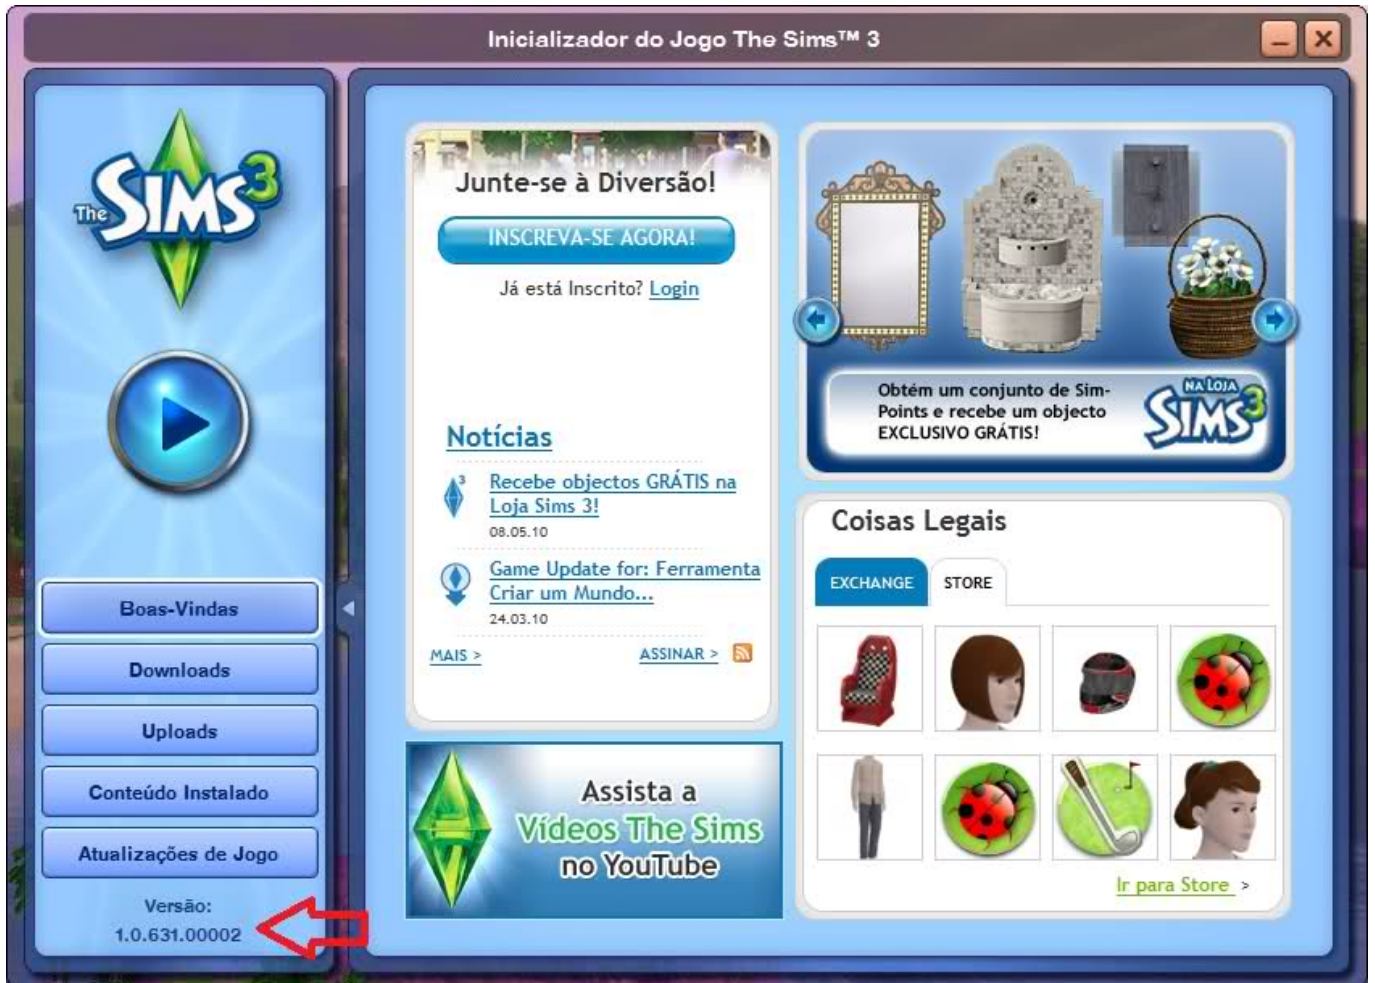 Inicializador do Jogo The Sims™ 3
The SIMS 3
Boas-Vindas
Downloads
Uploads
Conteúdo Instalado
Atualizações de Jogo
Versão:
1.0.631.00002
Junte-se à Diversão!
INSCREVA-SE AGORA!
Já está Inscrito? Login
Notícias
3
Recebe objectos GRÁTIS na
Loja Sims 3!
08.05.10
Game Update for: Ferramenta
Criar um Mundo...
24.03.10
MAIS >
ASSINAR >
Assista a
Vídeos The Sims
no YouTube
Obtém um conjunto de Sim-
Points e recebe um objecto
EXCLUSIVO GRÁTIS!
NA LOJA
SIMS 3
Coisas Legais
EXCHANGE
STORE
Ir para Store >